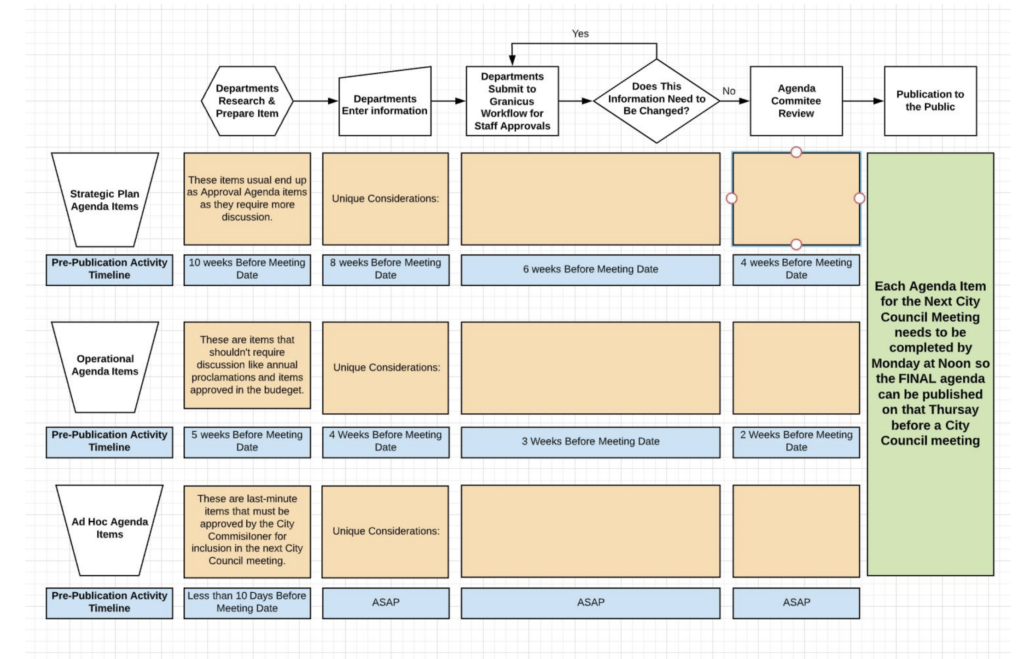 Yes
Departments
Research &
Prepare Item
Departments
Enter information
Departments
Submit to
Granicus
Workflow for
Staff Approvals
Does This
Information Need to
Be Changed?
No
Agenda
Commitee
Review
Publication to
the Public
Strategic Plan
Agenda Items
These items usual end up
as Approval Agenda items
as they require more
discussion.
Unique Considerations:
Pre-Publication Activity
Timeline
10 weeks Before Meeting
Date
8 weeks Before Meeting
Date
6 weeks Before Meeting Date
4 weeks Before Meeting
Date
Operational
Agenda Items
These are items that
shouldn't require
discussion like annual
proclamations and items
approved in the budeget.
Unique Considerations:
Pre-Publication Activity
Timeline
5 weeks Before Meeting
Date
4 Weeks Before Meeting
Date
3 Weeks Before Meeting Date
2 Weeks Before Meeting
Date
Ad Hoc Agenda
Items
These are last-minute
items that must be
approved by the City
Commisiloner for
inclusion in the next City
Council meeting.
Unique Considerations:
Pre-Publication Activity
Timeline
Less than 10 Days Before
Meeting Date
ASAP
ASAP
ASAP
Each Agenda Item
for the Next City
Council Meeting
needs to be
completed by
Monday at Noon so
the FINAL agenda
can be published
on that Thursay
before a City
Council meeting